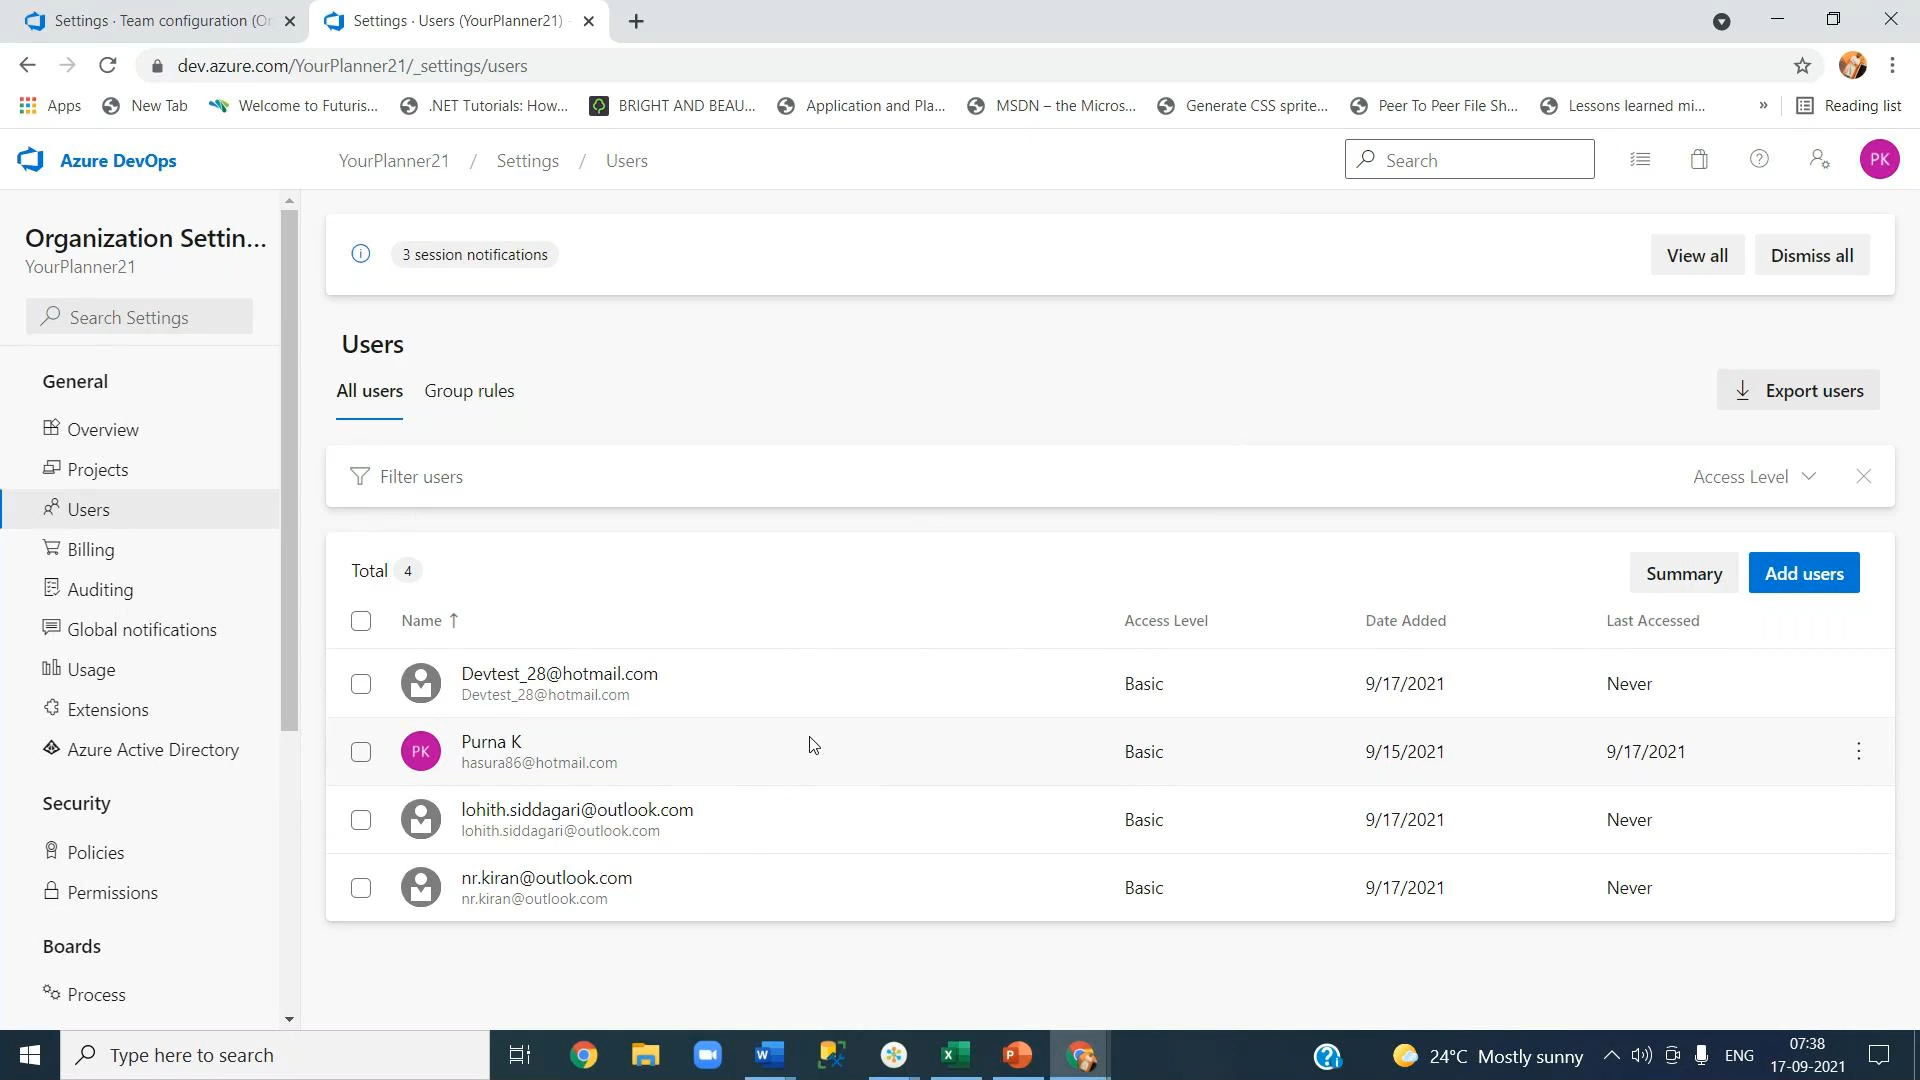 Settings · Team configuration (Or
Settings · Users (YourPlanner21) ·
dev.azure.com/YourPlanner21/_settings/users
Apps
New Tab
Welcome to Futuris...
.NET Tutorials: How...
BRIGHT AND BEAU...
Application and Pla...
MSDN – the Micros...
Generate CSS sprite...
Peer To Peer File Sh...
Lessons learned mi...
»
Reading list
Azure DevOps
YourPlanner21 / Settings / Users
Search
PK
Organization Settin...
YourPlanner21
Search Settings
General
Overview
Projects
Users
Billing
Auditing
Global notifications
Usage
Extensions
Azure Active Directory
Security
Policies
Permissions
Boards
Process
3 session notifications
View all
Dismiss all
Users
All users
Group rules
Export users
Filter users
Access Level
Total 4
Summary
Add users
Name ↑ Access Level Date Added Last Accessed
Devtest_28@hotmail.com
Devtest_28@hotmail.com
Basic 9/17/2021 Never
PK
Purna K
hasura86@hotmail.com
Basic 9/15/2021 9/17/2021
lohith.siddagari@outlook.com
lohith.siddagari@outlook.com
Basic 9/17/2021 Never
nr.kiran@outlook.com
nr.kiran@outlook.com
Basic 9/17/2021 Never
Type here to search
24°C Mostly sunny
ENG
07:38
17-09-2021